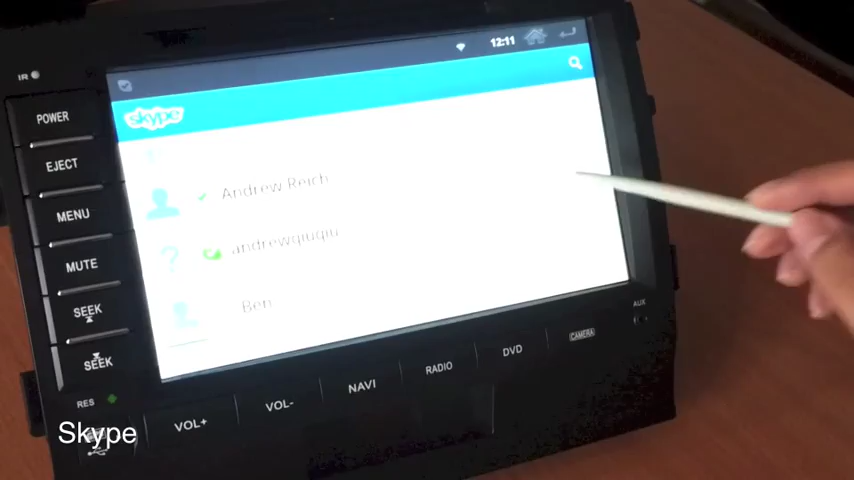 IR
12:11
skype
POWER
EJECT
MENU
MUTE
SEEK
SEEK
RES
Andrew Reich
andrewqiuqiu
Ben
AUX
VOL+
VOL-
NAVI
RADIO
DVD
CAMERA
Skype